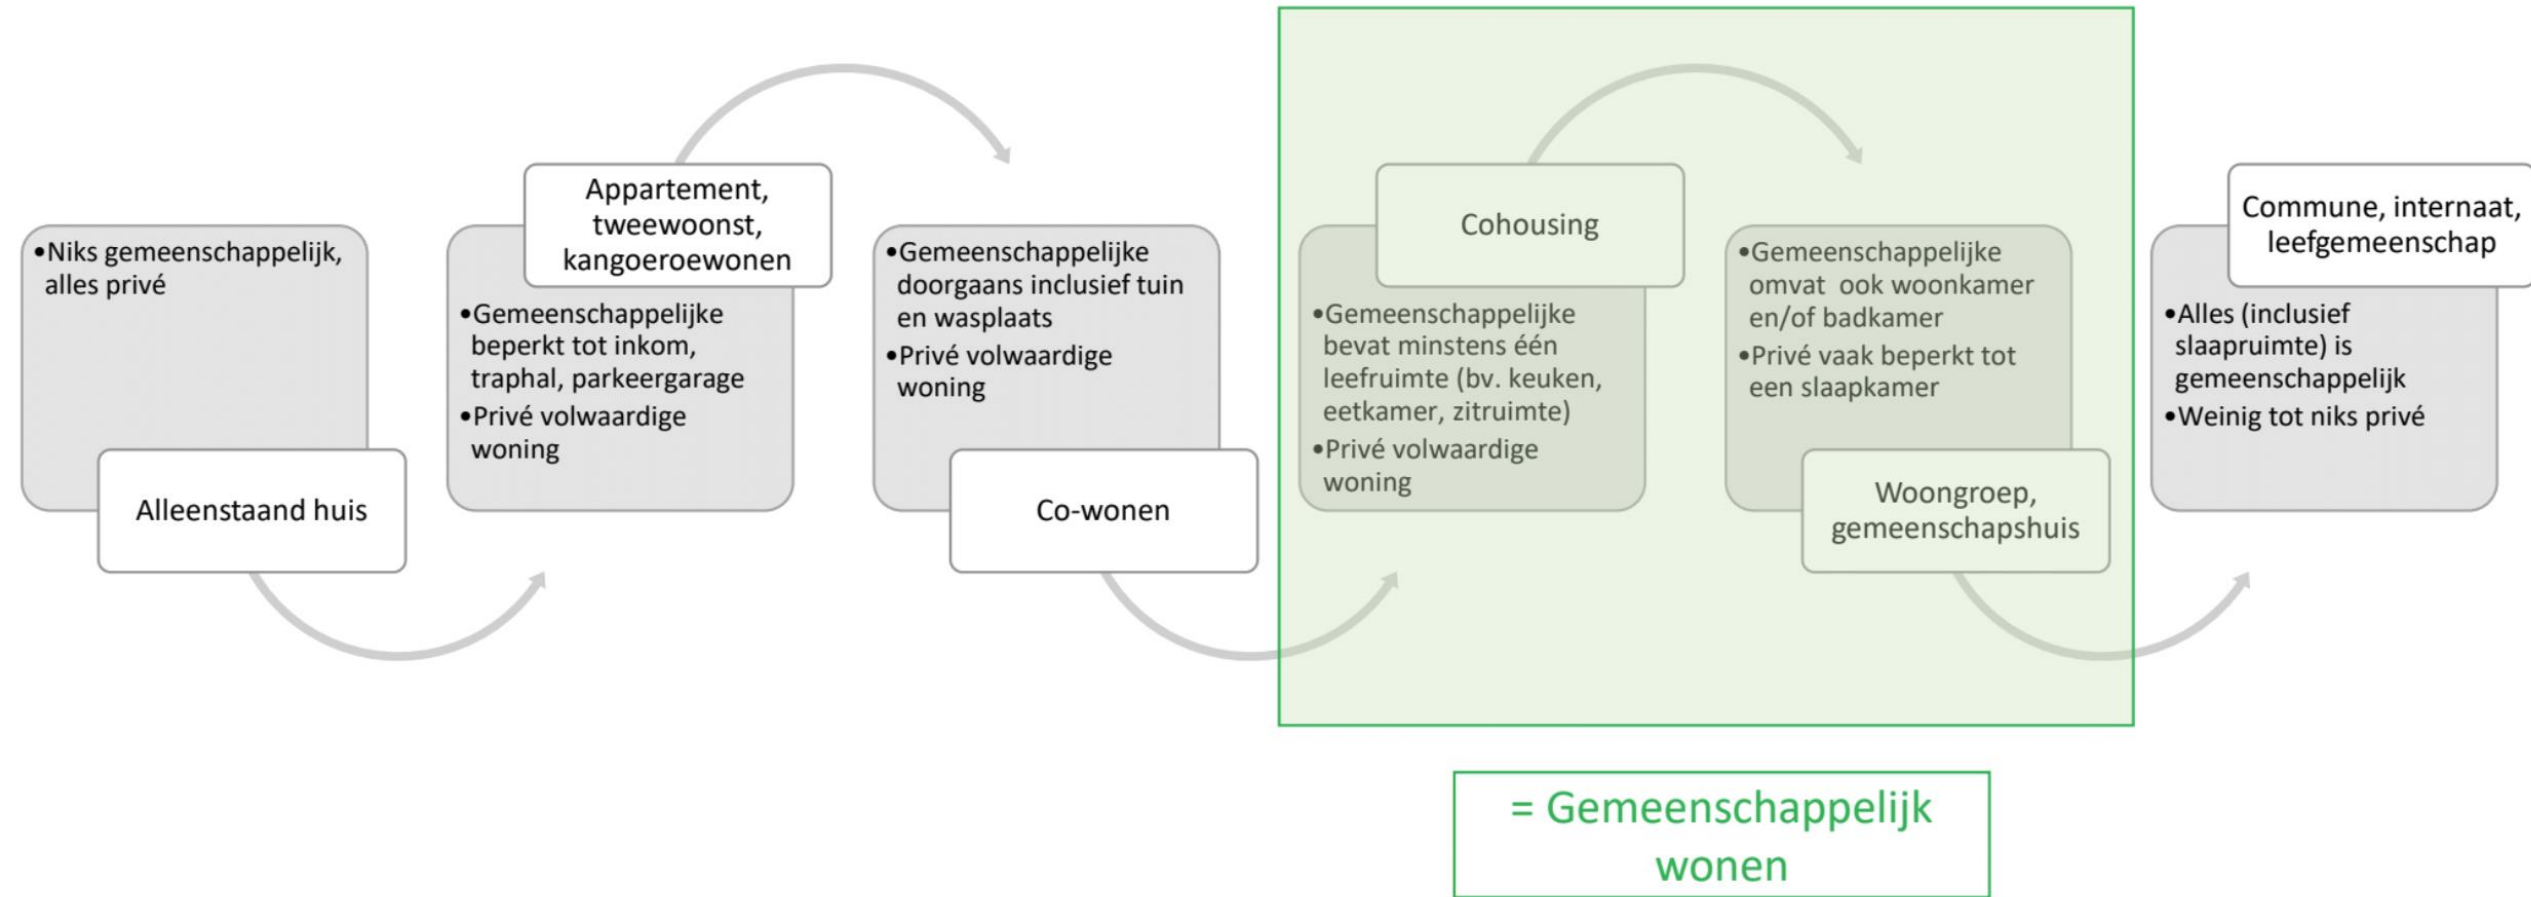 •Niks gemeenschappelijk,
alles privé
Alleenstaand huis
Appartement,
tweewoonst,
kangoeroewonen
•Gemeenschappelijke
beperkt tot inkom,
traphal, parkeergarage
•Privé volwaardige
woning
•Gemeenschappelijke
doorgaans inclusief tuin
en wasplaats
•Privé volwaardige
woning
Co-wonen
Cohousing
•Gemeenschappelijke
bevat minstens één
leefruimte (bv. keuken,
eetkamer, zitruimte)
•Privé volwaardige
woning
•Gemeenschappelijke
omvat ook woonkamer
en/of badkamer
•Privé vaak beperkt tot
een slaapkamer
Woongroep,
gemeenschapshuis
Commune, internaat,
leefgemeenschap
•Alles (inclusief
slaapruimte) is
gemeenschappelijk
•Weinig tot niks privé
= Gemeenschappelijk
wonen